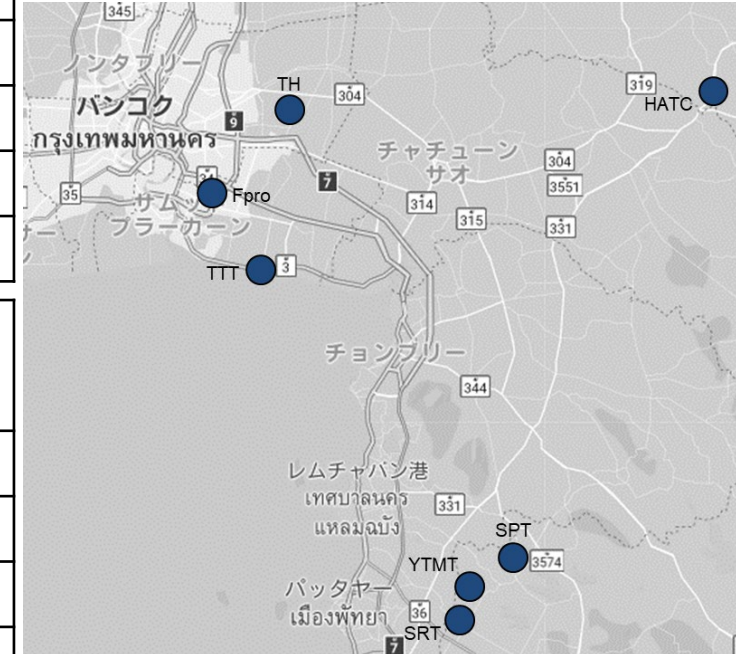 345
ノンタブリー
TH
319
304
HATC
バンコク
9
กรุงเทพมหานคร
チャチューン
サオ
304
7
3551
35
34
Fpro
サムッ
プラーカーン
314
315
331
TTT
3
チョンブリー
344
レムチャバン港
เทศบาลนคร
แหลมฉบัง
331
SPT
3574
YTMT
パッタヤー
เมืองพัทยา
36
SRT
7